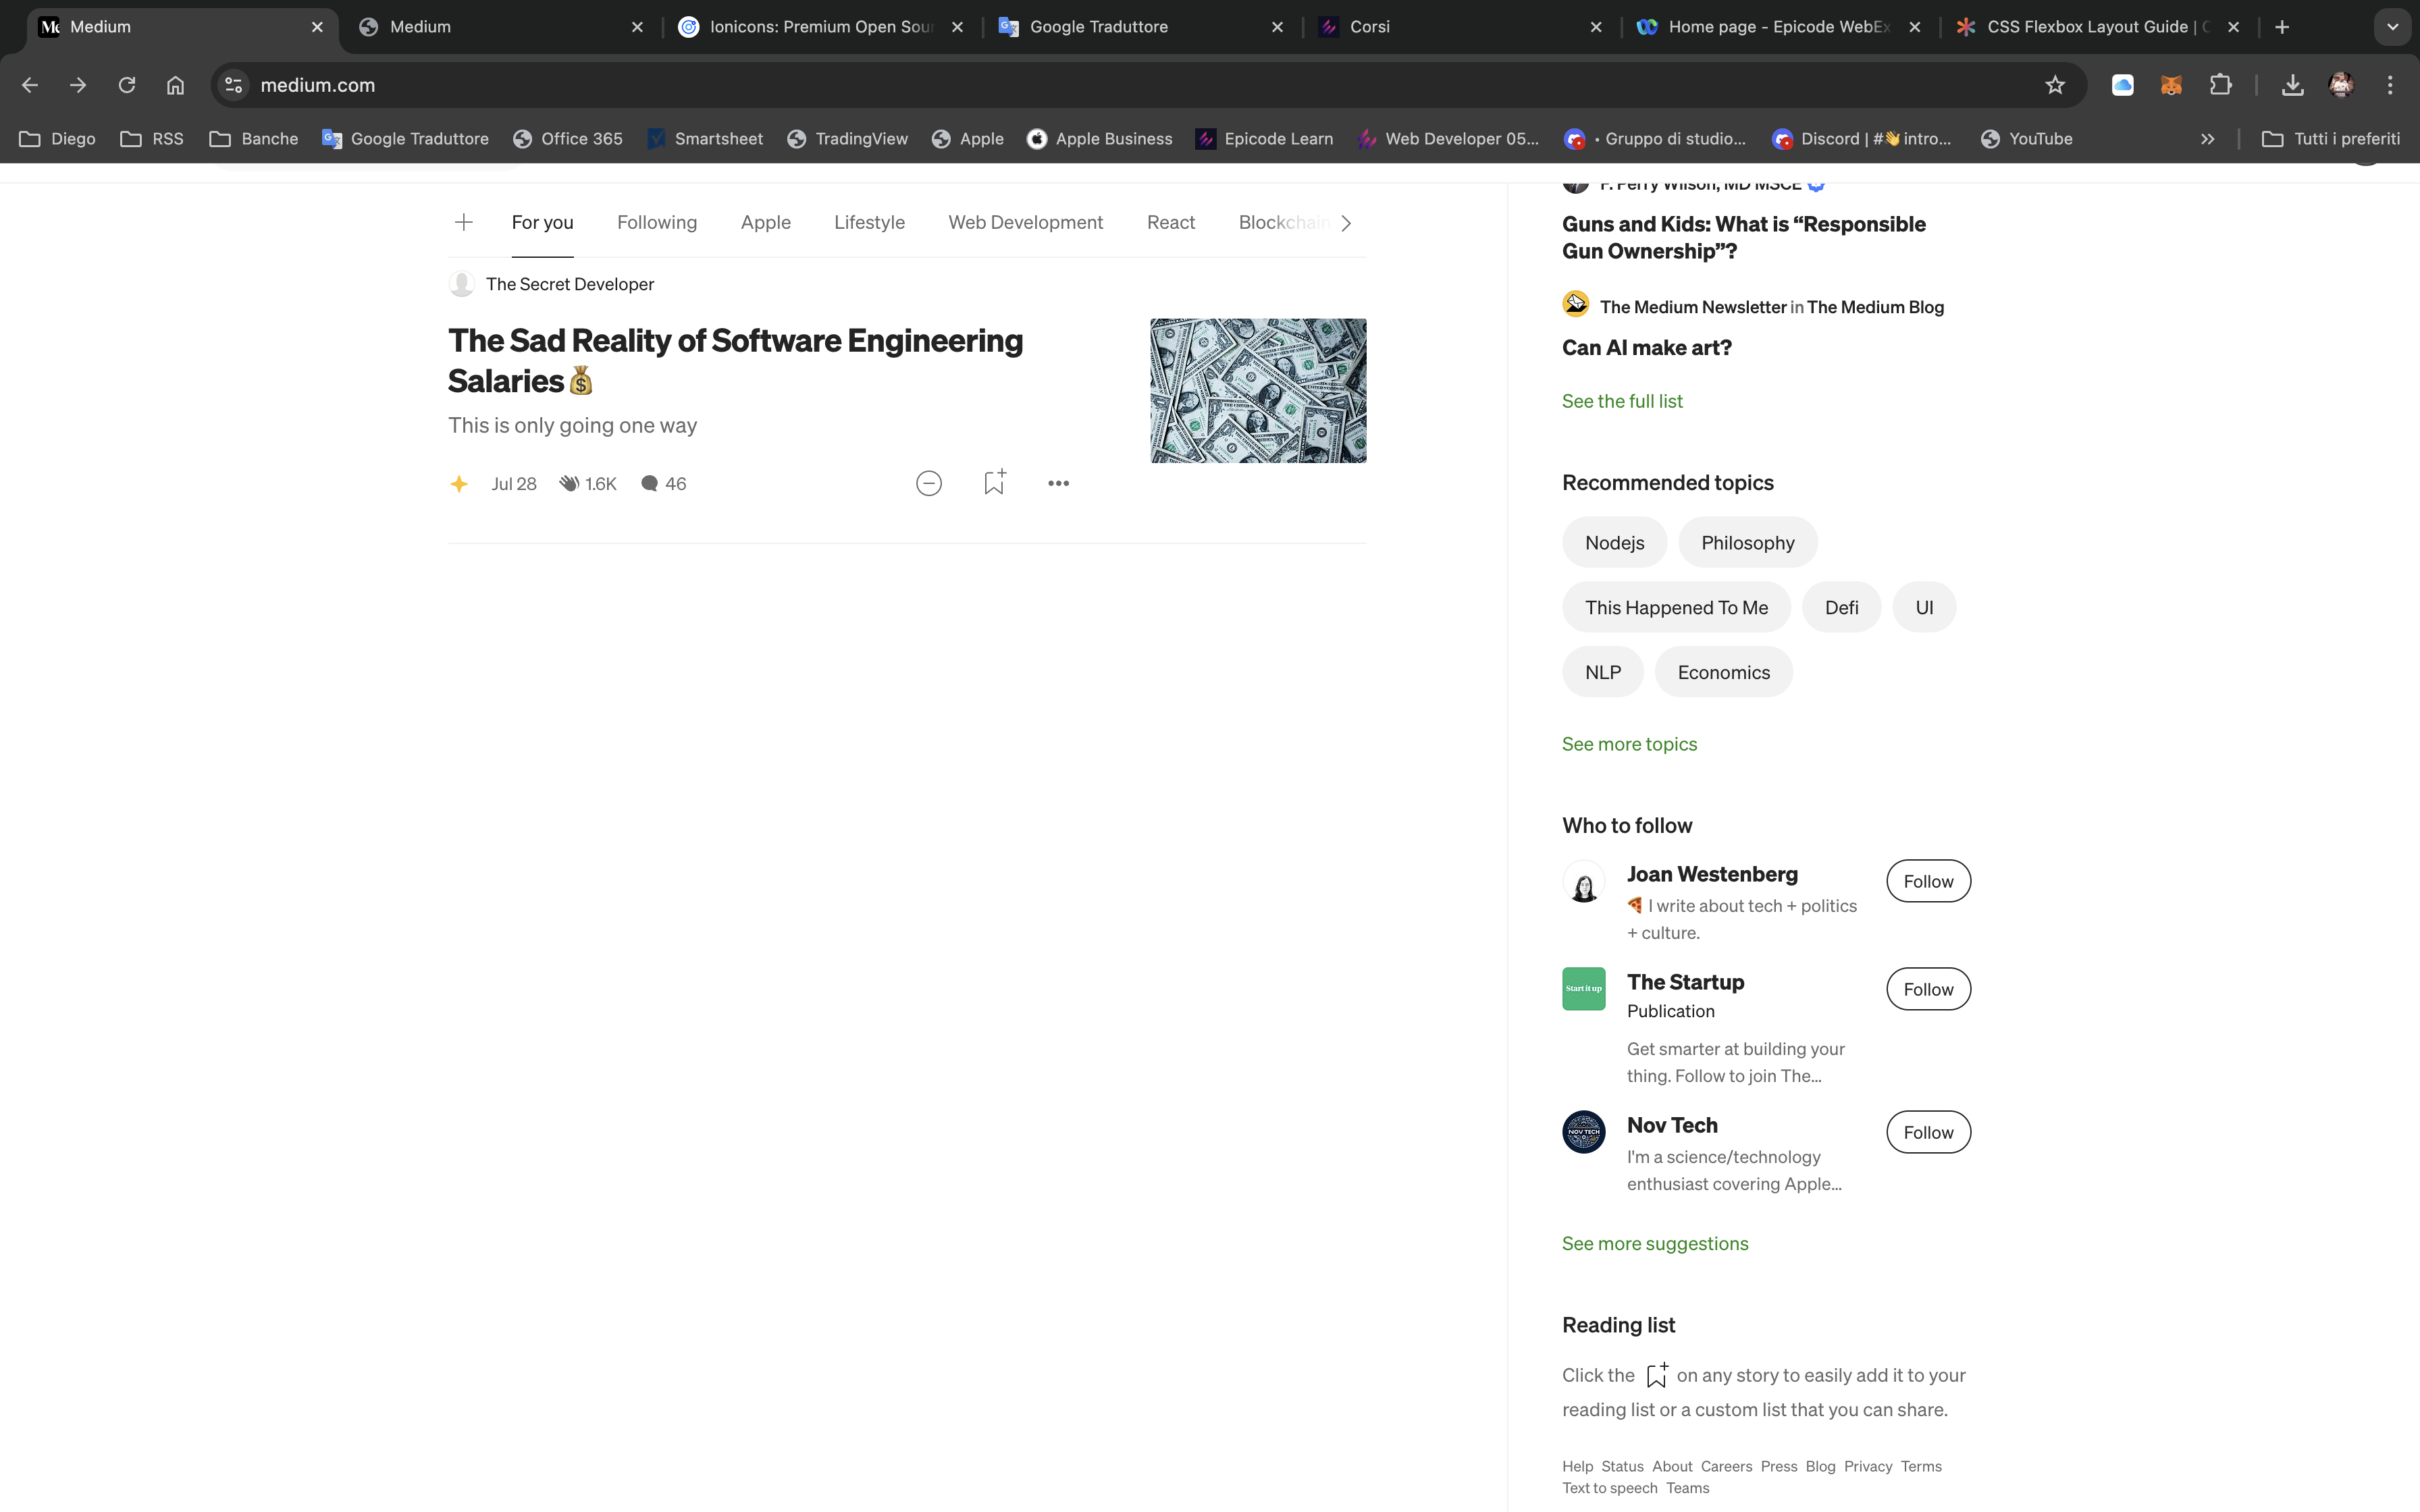 Medium
Medium
Ionicons: Premium Open Sour
Google Traduttore
Corsi
Home page - Epicode WebEx
CSS Flexbox Layout Guide |
medium.com
Diego
RSS
Banche
Google Traduttore
Office 365
Smartsheet
TradingView
Apple
Apple Business
Epicode Learn
Web Developer 05...
• Gruppo di studio...
Discord | #👋intro...
YouTube
Tutti i preferiti
For you
Following
Apple
Lifestyle
Web Development
React
Blockchain
The Secret Developer
The Sad Reality of Software Engineering
Salaries💰
This is only going one way
Jul 28
1.6K
46
F. Perry Wilson, MD MSCE
Guns and Kids: What is “Responsible
Gun Ownership”?
The Medium Newsletter in The Medium Blog
Can AI make art?
See the full list
Recommended topics
Nodejs
Philosophy
This Happened To Me
Defi
UI
NLP
Economics
See more topics
Who to follow
Joan Westenberg
🍕 I write about tech + politics
+ culture.
Follow
Start it up
The Startup
Publication
Get smarter at building your
thing. Follow to join The...
Follow
NOV TECH
Nov Tech
I'm a science/technology
enthusiast covering Apple...
Follow
See more suggestions
Reading list
Click the on any story to easily add it to your
reading list or a custom list that you can share.
Help Status About Careers Press Blog Privacy Terms
Text to speech Teams